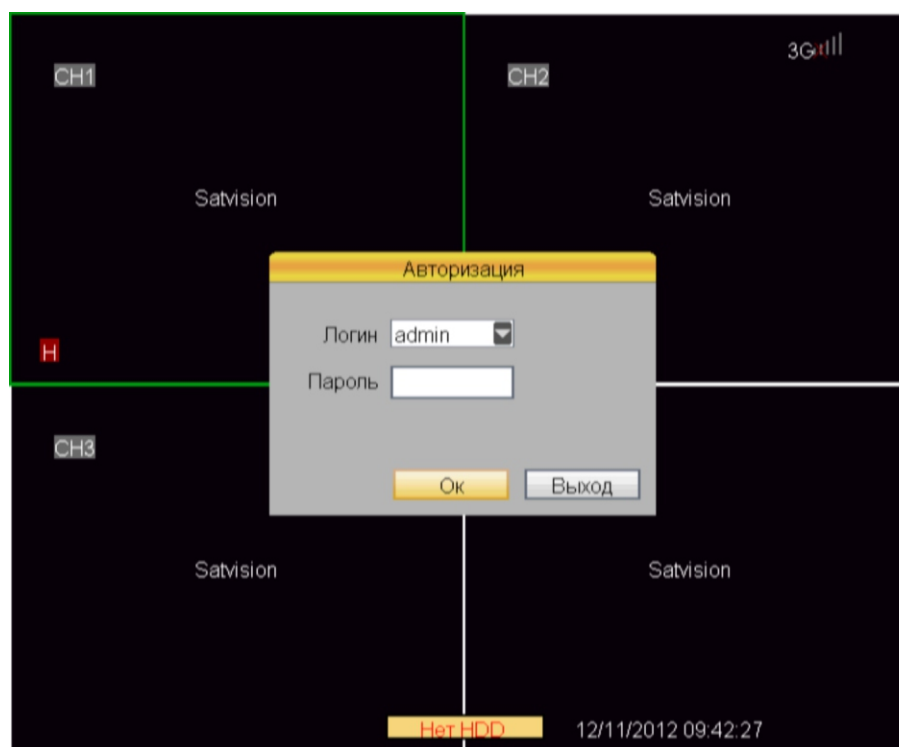 3G
CH1
CH2
Satvision
Satvision
Авторизация
Логин admin
H
Пароль
CH3
Ок
Выход
Satvision
Satvision
Нет HDD
12/11/2012 09:42:27